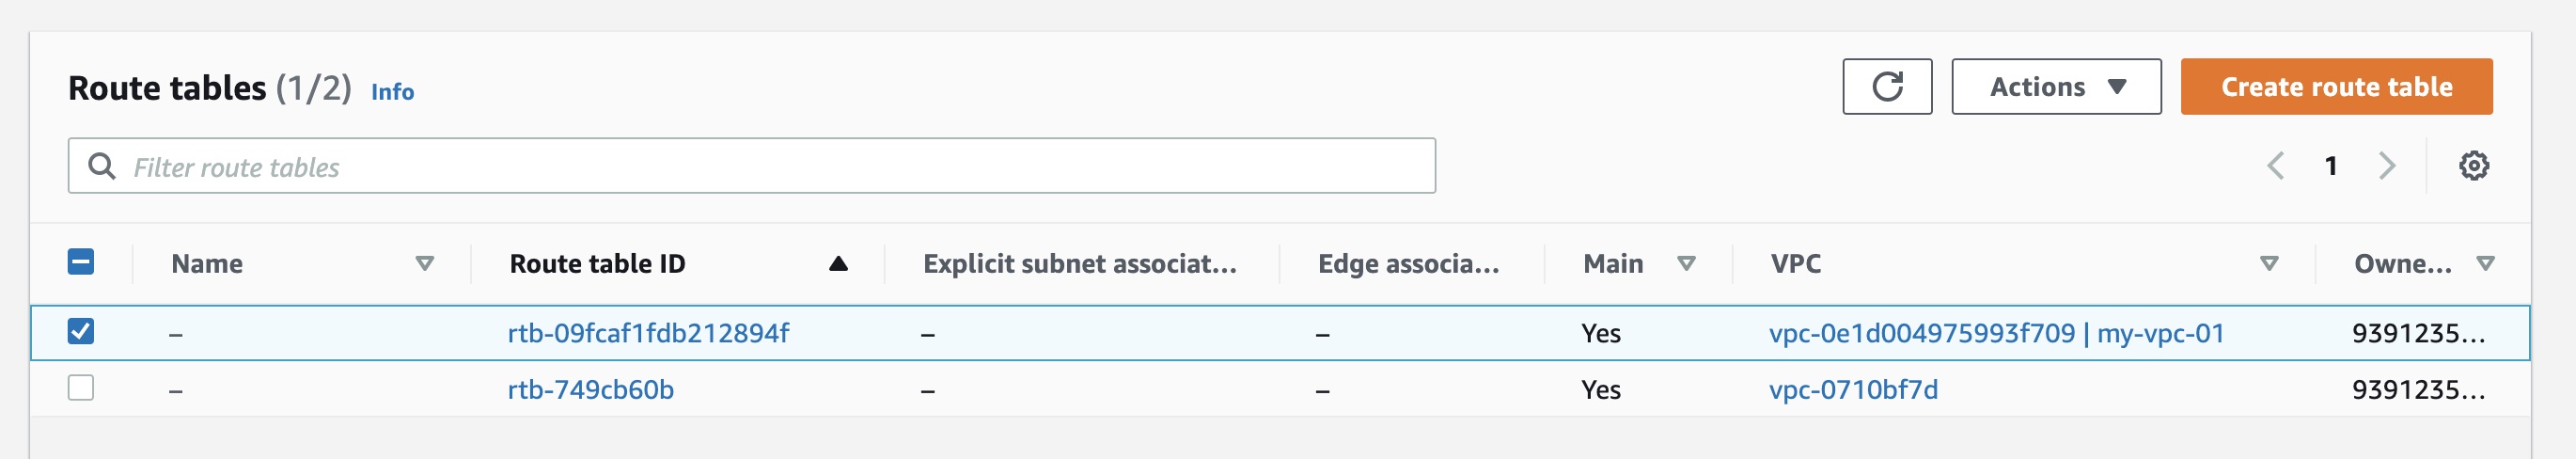 Route tables (1/2) Info Actions Create route table
Filter route tables 1
Name Route table ID Explicit subnet associat... Edge associa... Main VPC Owne...
– rtb-09fcaf1fdb212894f – – Yes vpc-0e1d004975993f709 | my-vpc-01 9391235...
– rtb-749cb60b – – Yes vpc-0710bf7d 9391235...